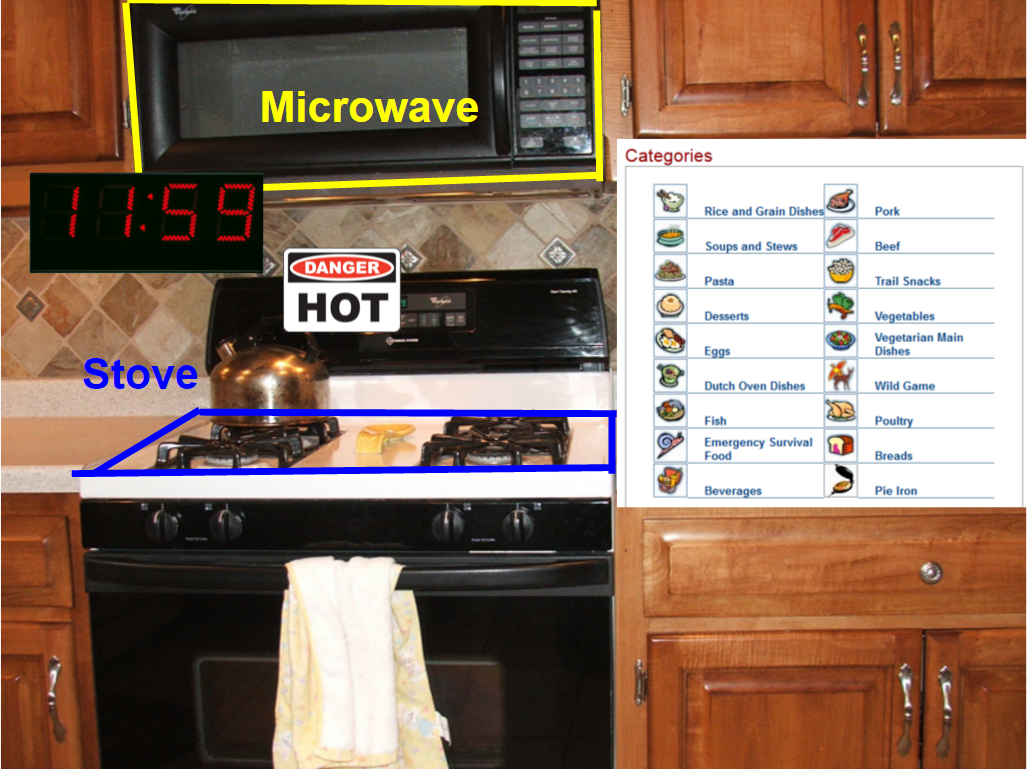 Whirlpool
Microwave
Categories
11:59
Rice and Grain Dishes
Pork
Soups and Stews
Beef
Pasta
Trail Snacks
Desserts
Vegetables
Eggs
Vegetarian Main
Dishes
Dutch Oven Dishes
Wild Game
Fish
Poultry
Emergency Survival
Food
Breads
Beverages
Pie Iron
DANGER
HOT
Whirlpool
Stove